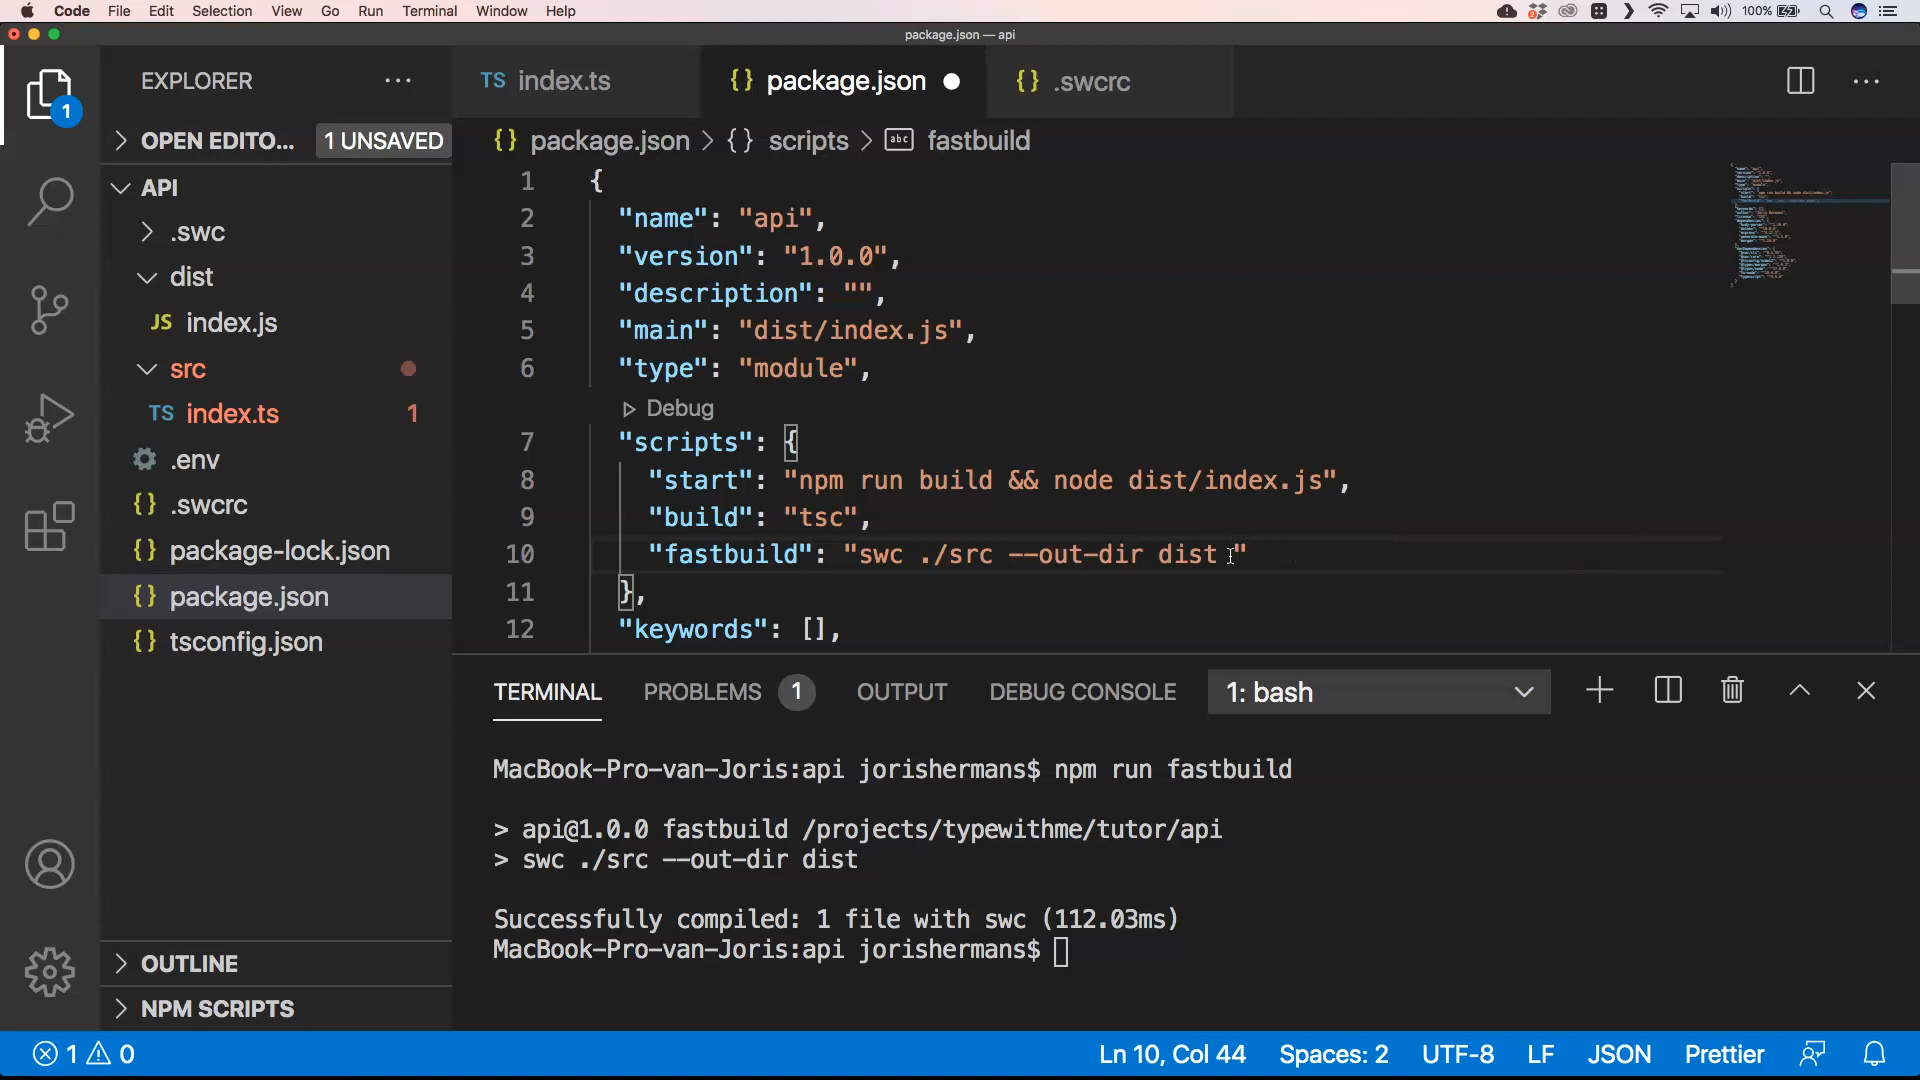 Code File Edit Selection View Go Run Terminal Window Help
2
100%
package.json — api
1
EXPLORER
TS index.ts
{} package.json
{} .swcrc
OPEN EDITO... 1 UNSAVED
API
.swc
dist
JS index.js
src
TS index.ts 1
.env
{} .swcrc
{} package-lock.json
{} package.json
{} tsconfig.json
OUTLINE
NPM SCRIPTS
{} package.json > {} scripts > abc fastbuild
1 {
2 "name": "api",
3 "version": "1.0.0",
4 "description": "",
5 "main": "dist/index.js",
6 "type": "module",
Debug
7 "scripts": {
8 "start": "npm run build && node dist/index.js",
9 "build": "tsc",
10 "fastbuild": "swc ./src --out-dir dist "
11 },
12 "keywords": [],
TERMINAL PROBLEMS 1 OUTPUT DEBUG CONSOLE 1: bash
MacBook-Pro-van-Joris:api jorishermans$ npm run fastbuild
> api@1.0.0 fastbuild /projects/typewithme/tutor/api
> swc ./src --out-dir dist
Successfully compiled: 1 file with swc (112.03ms)
MacBook-Pro-van-Joris:api jorishermans$
1 0
Ln 10, Col 44 Spaces: 2 UTF-8 LF JSON Prettier